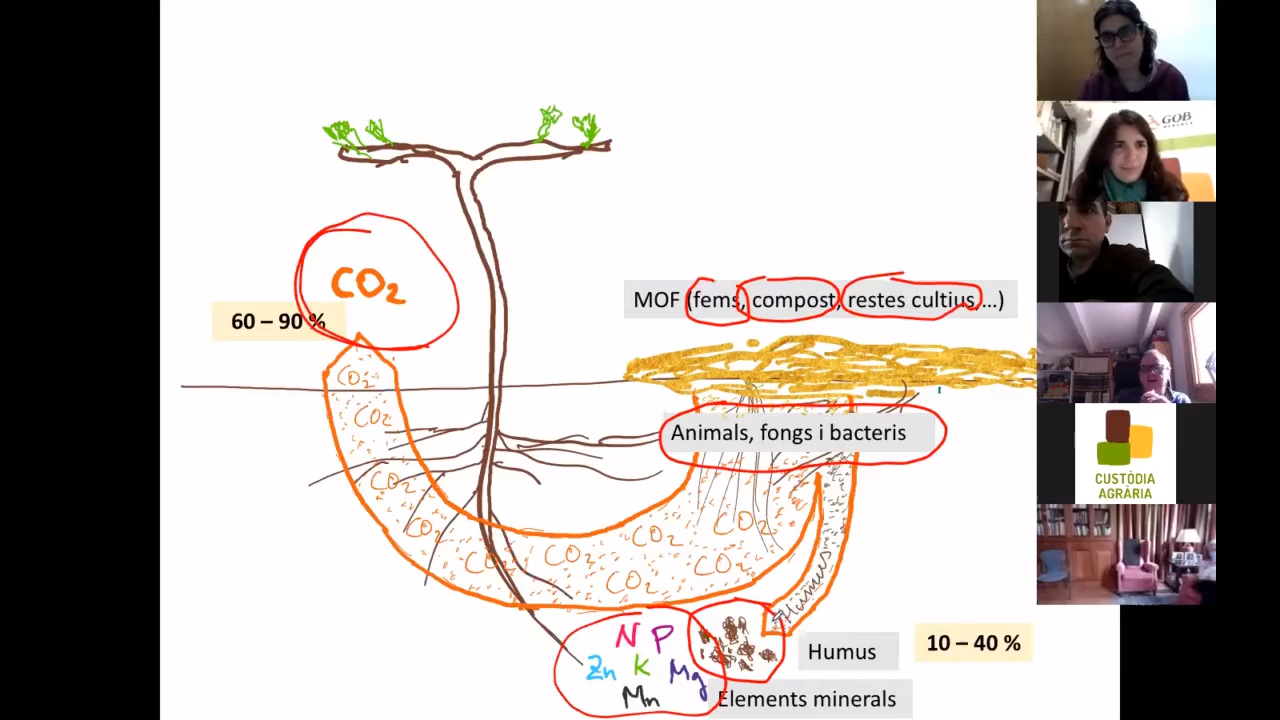 CO2
60 – 90 %
MOF (fems, compost, restes cultius,...)
CO2
CO2
Animals, fongs i bacteris
CO2
CO2
CO2
CO2
CO2
CO2
CO2
CO2
Humus
N P
Zn K Mg
Mn
Humus
10 – 40 %
Elements minerals
GOB
MENORCA
CUSTÒDIA
AGRÀRIA